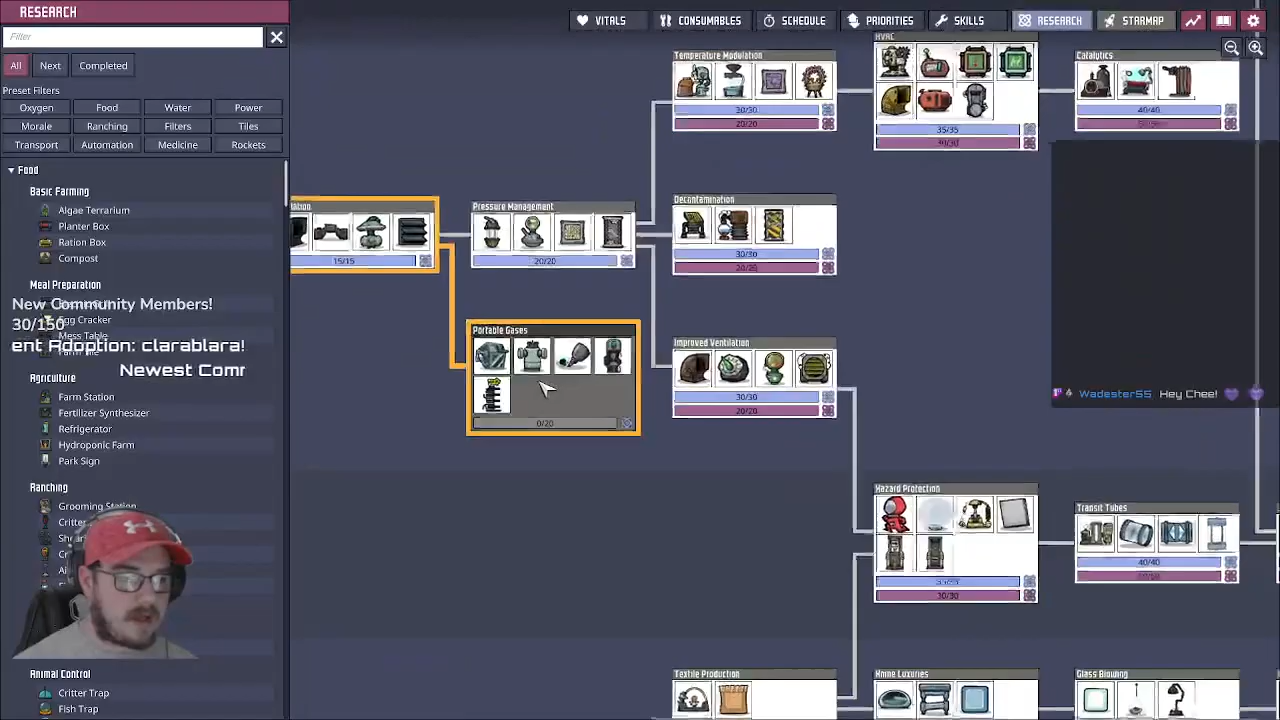 RESEARCH
VITALS
CONSUMABLES
SCHEDULE
PRIORITIES
SKILLS
RESEARCH
STARMAP
Filter
All
Next
Completed
Preset Filters:
Oxygen
Food
Water
Power
Morale
Ranching
Filters
Tiles
Transport
Automation
Medicine
Food
Basic Farming
Algae Terrarium
Planter Box
Ration Box
Compost
Meal Preparation
Egg Cracker
Mess Table
New Community Members!
30/150
ent Adoption: clarablara!
Newest Comr
Agriculture
Fertilizer Synthesizer
Refrigerator
Hydroponic Farm
Park Sign
Ranching
Grooming Station
Animal Control
Critter Trap
Fish Trap
15/15
Pressure Management
20/20
Portable Gases
0/20
Temperature Modulation
30/30
20/20
Decontamination
30/30
20/20
Improved Ventilation
30/30
20/20
HVAC
35/35
30/30
Catalytics
40/40
Hazard Protection
30/30
Transit Tubes
40/40
Textile Production
Home Luxuries
Glass Blowing
Wadester55 Hey Chee!